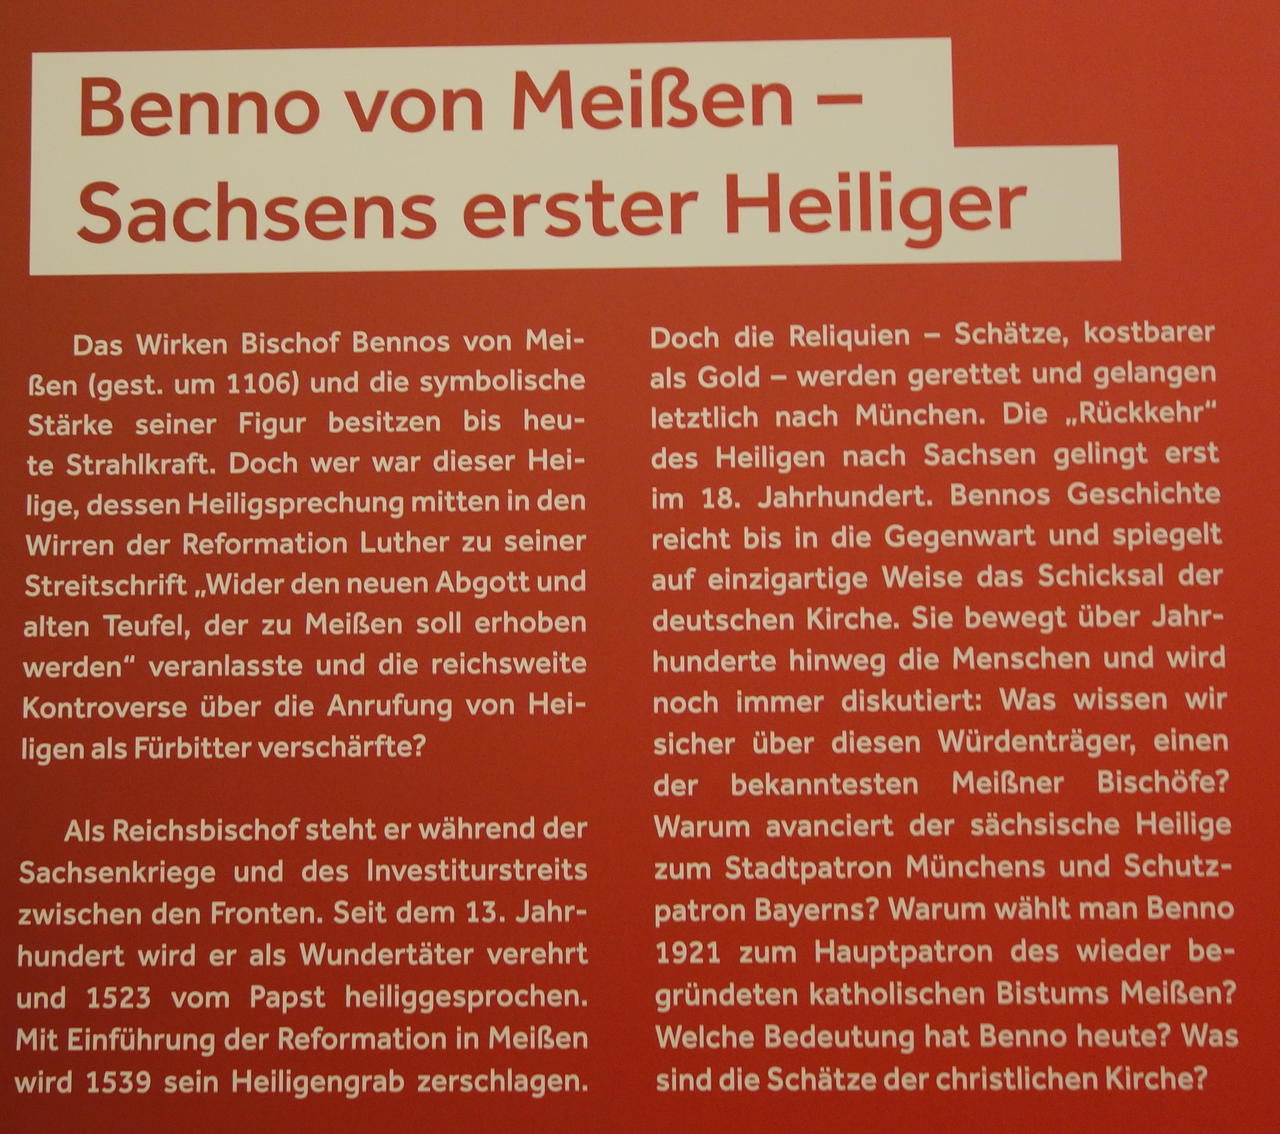 Benno von Meißen –
Sachsens erster Heiliger
Das Wirken Bischof Bennos von Mei-
ßen (gest. um 1106) und die symbolische
Stärke seiner Figur besitzen bis heu-
te Strahlkraft. Doch wer war dieser Hei-
lige, dessen Heiligsprechung mitten in den
Wirren der Reformation Luther zu seiner
Streitschrift „Wider den neuen Abgott und
alten Teufel, der zu Meißen soll erhoben
werden“ veranlasste und die reichsweite
Kontroverse über die Anrufung von Hei-
ligen als Fürbitter verschärfte?
Als Reichsbischof steht er während der
Sachsenkriege und des Investiturstreits
zwischen den Fronten. Seit dem 13. Jahr-
hundert wird er als Wundertäter verehrt
und 1523 vom Papst heiliggesprochen.
Mit Einführung der Reformation in Meißen
wird 1539 sein Heiligengrab zerschlagen.
Doch die Reliquien – Schätze, kostbarer
als Gold – werden gerettet und gelangen
letztlich nach München. Die „Rückkehr“
des Heiligen nach Sachsen gelingt erst
im 18. Jahrhundert. Bennos Geschichte
reicht bis in die Gegenwart und spiegelt
auf einzigartige Weise das Schicksal der
deutschen Kirche. Sie bewegt über Jahr-
hunderte hinweg die Menschen und wird
noch immer diskutiert: Was wissen wir
sicher über diesen Würdenträger, einen
der bekanntesten Meißner Bischöfe?
Warum avanciert der sächsische Heilige
zum Stadtpatron Münchens und Schutz-
patron Bayerns? Warum wählt man Benno
1921 zum Hauptpatron des wieder be-
gründeten katholischen Bistums Meißen?
Welche Bedeutung hat Benno heute? Was
sind die Schätze der christlichen Kirche?